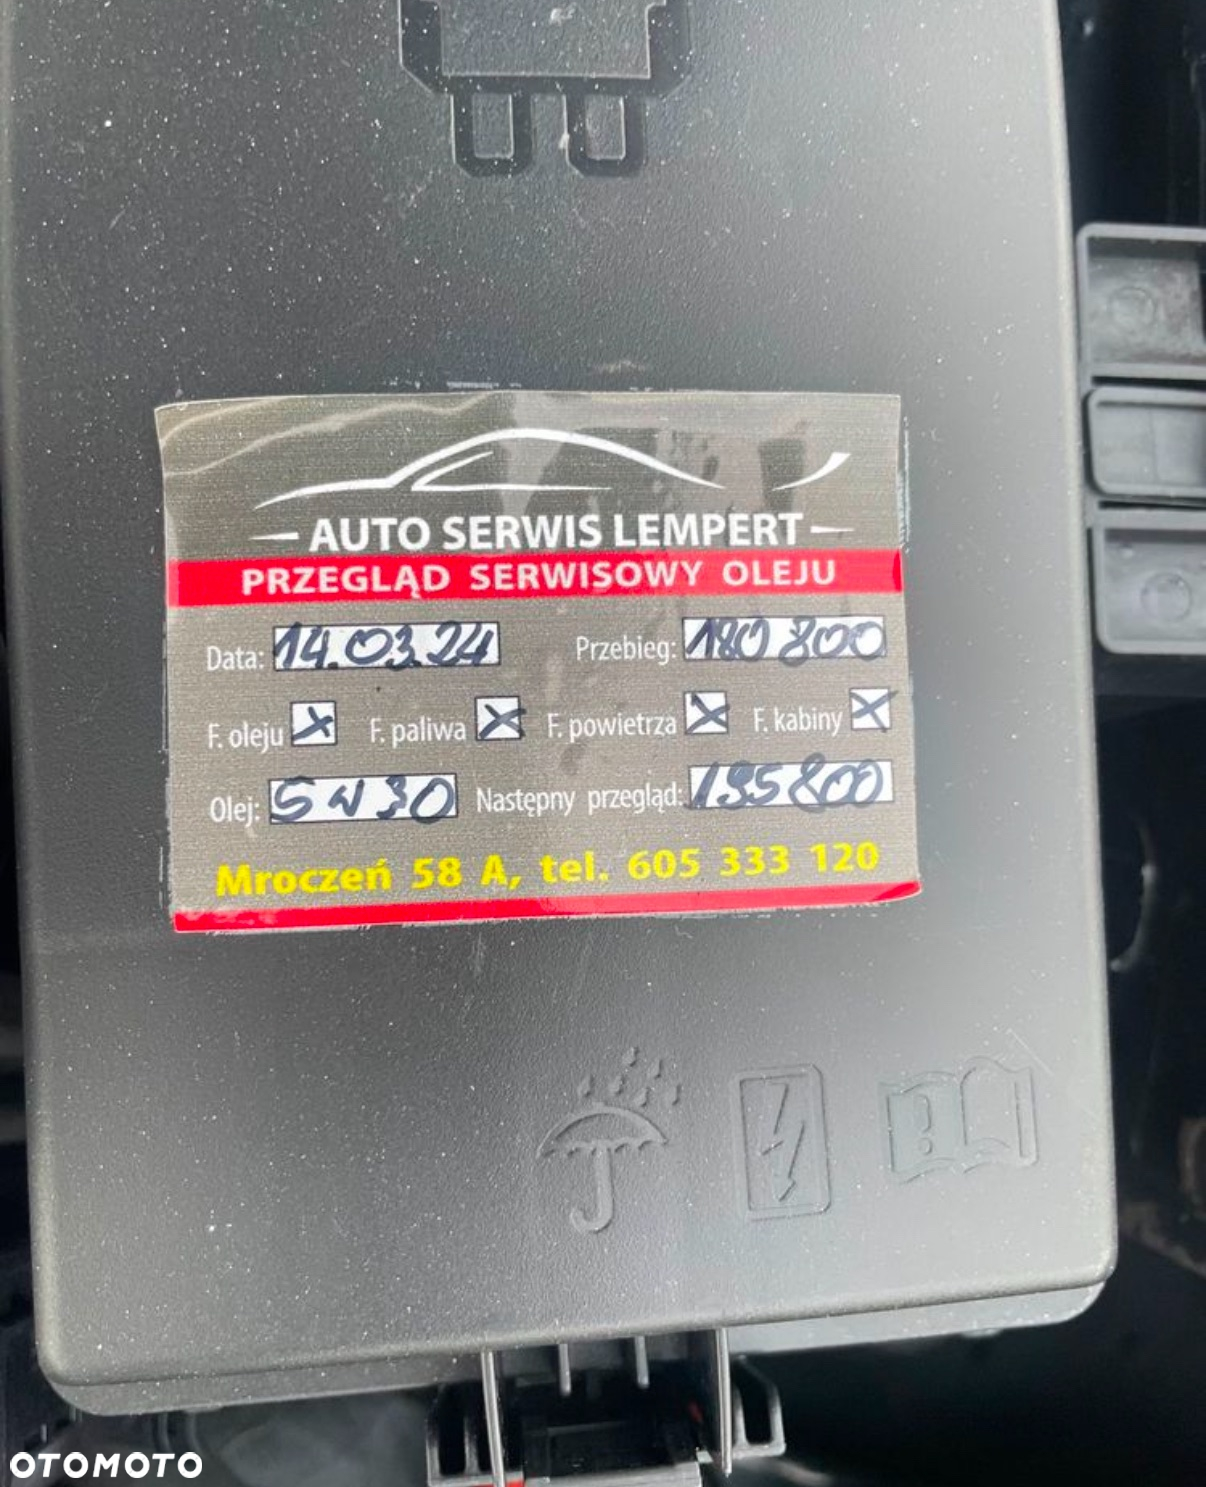 AUTO SERWIS LEMPERT
PRZEGLĄD SERWISOWY OLEJU
Data: 14.03.24 Przebieg: 180 800
F. oleju X F. paliwa X F. powietrza X F. kabiny X
Olej: 5W30 Następny przegląd: 195800
Mroczeń 58 A, tel. 605 333 120
OTOMOTO